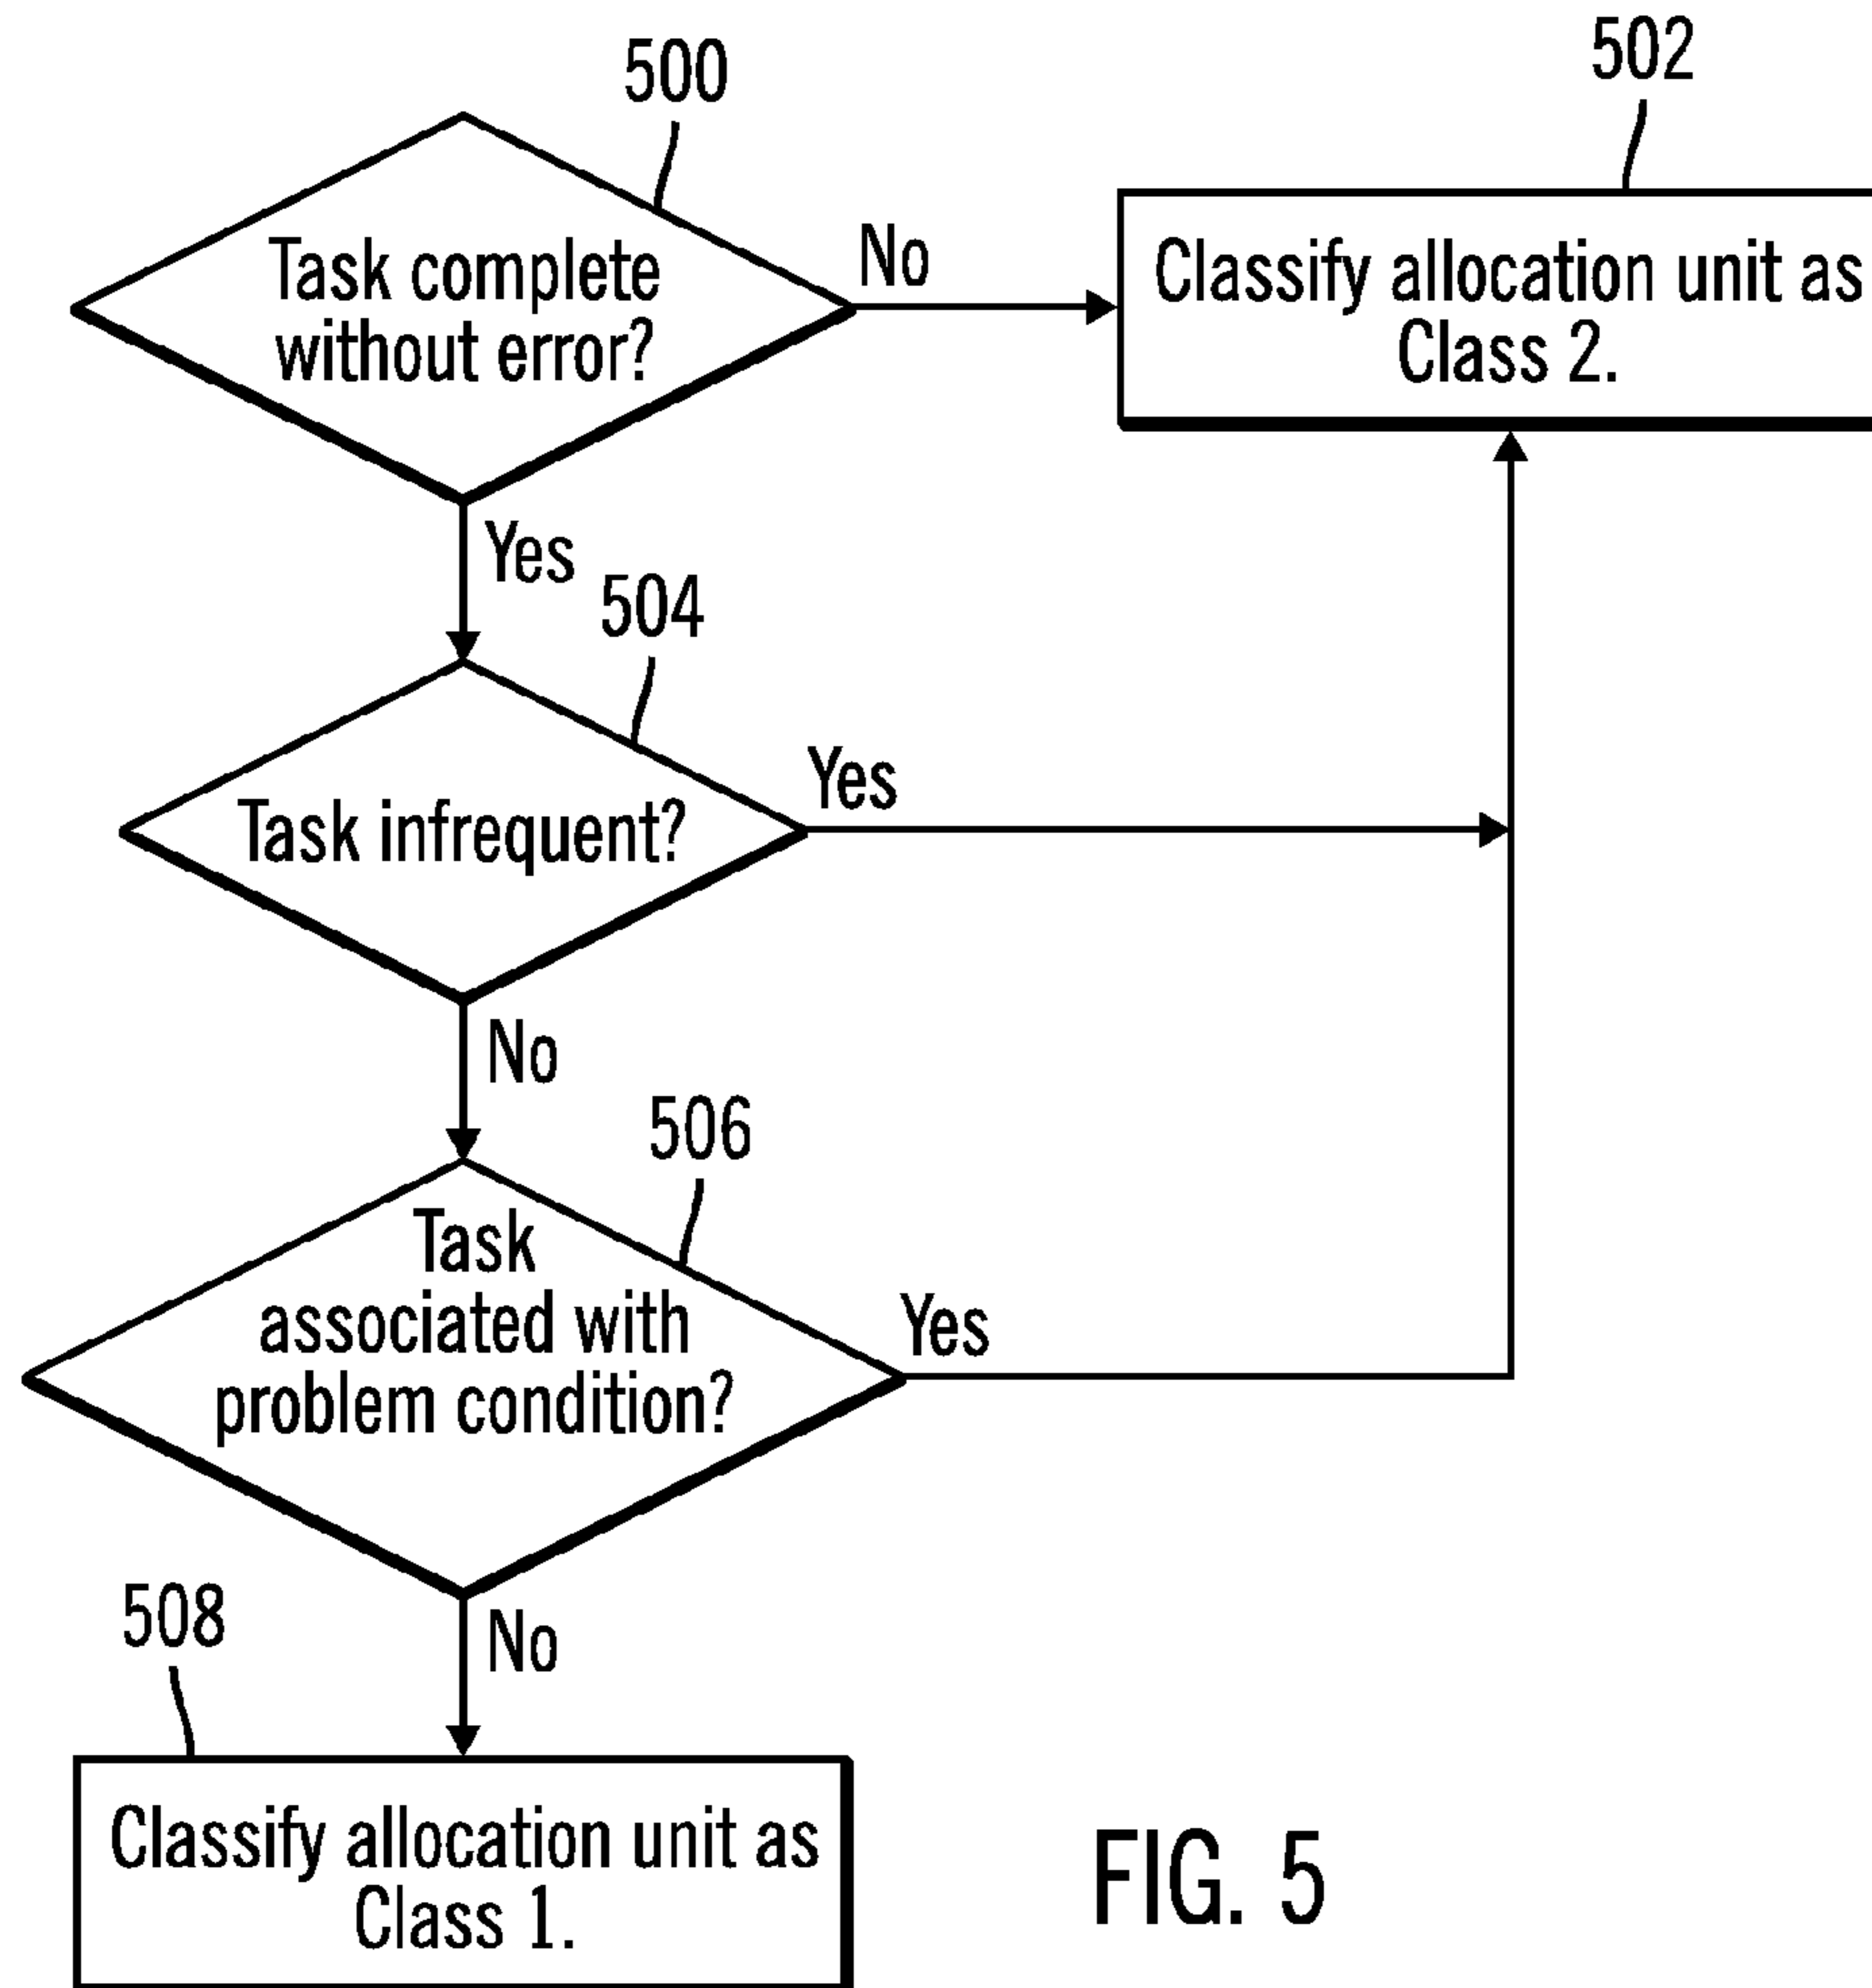 500
Task complete
without error?
No
502
Classify allocation unit as
Class 2.
Yes
504
Task infrequent?
Yes
No
506
Task
associated with
problem condition?
Yes
No
508
Classify allocation unit as
Class 1.
FIG. 5